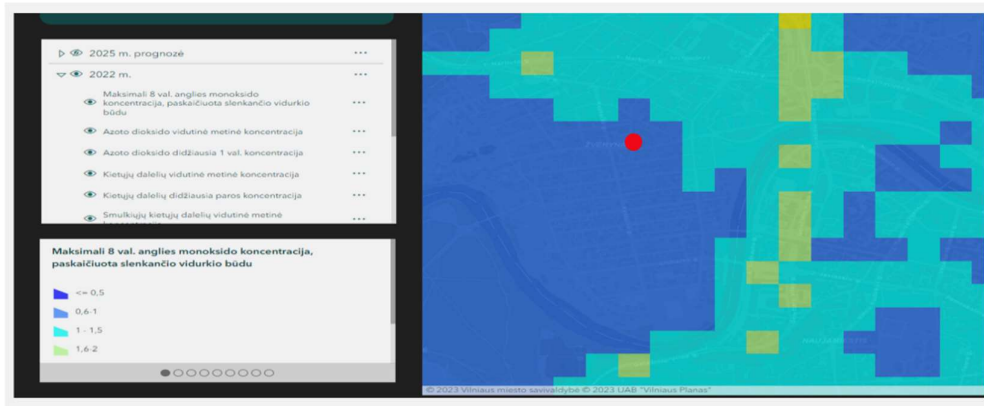 2025 m. prognozė
2022 m.
Maksimali 8 val. anglies monoksido
koncentracija, paskaičiuota slenkančio vidurkio
būdu
Azoto dioksido vidutinė metinė koncentracija
Azoto dioksido didžiausia 1 val. koncentracija
Kietųjų dalelių vidutinė metinė koncentracija
Kietųjų dalelių didžiausia paros koncentracija
Smulkiųjų kietųjų dalelių vidutinė metinė
Maksimali 8 val. anglies monoksido koncentracija,
paskaičiuota slenkančio vidurkio būdu
<= 0,5
0,6-1
1 - 1,5
1,6-2
© 2023 Vilniaus miesto savivaldybė © 2023 UAB "Vilniaus Planas"